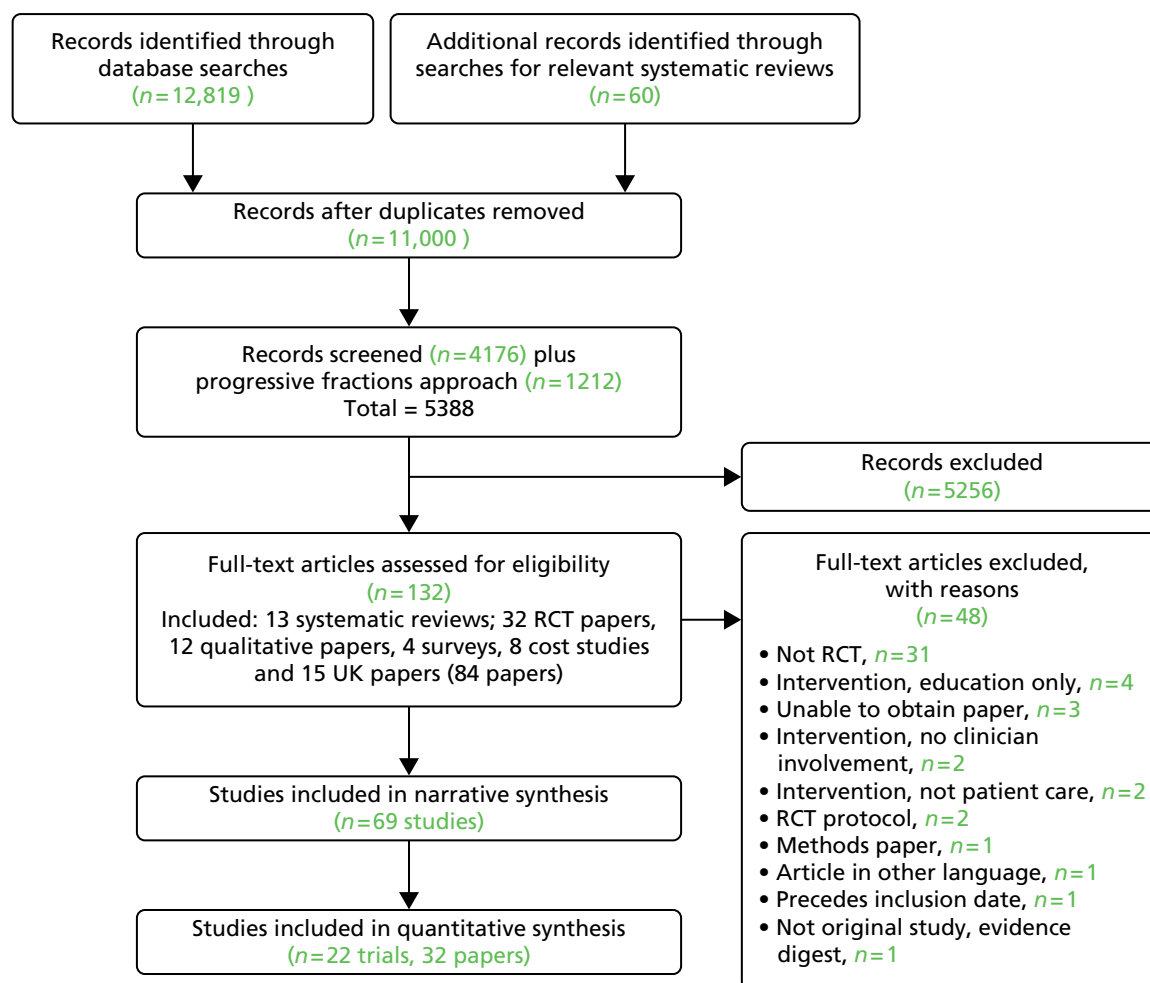 Records identified through
database searches
(n=12,819 )
Additional records identified through
searches for relevant systematic reviews
(n=60)
Records after duplicates removed
(n=11,000 )
Records screened (n=4176) plus
progressive fractions approach (n=1212)
Total = 5388
Records excluded
(n=5256)
Full-text articles assessed for eligibility
(n=132)
Included: 13 systematic reviews; 32 RCT papers,
12 qualitative papers, 4 surveys, 8 cost studies
and 15 UK papers (84 papers)
Full-text articles excluded,
with reasons
(n=48)
• Not RCT, n=31
• Intervention, education only, n=4
• Unable to obtain paper, n=3
• Intervention, no clinician
involvement, n=2
• Intervention, not patient care, n=2
• RCT protocol, n=2
• Methods paper, n=1
• Article in other language, n=1
• Precedes inclusion date, n=1
• Not original study, evidence
digest, n=1
Studies included in narrative synthesis
(n=69 studies)
Studies included in quantitative synthesis
(n=22 trials, 32 papers)